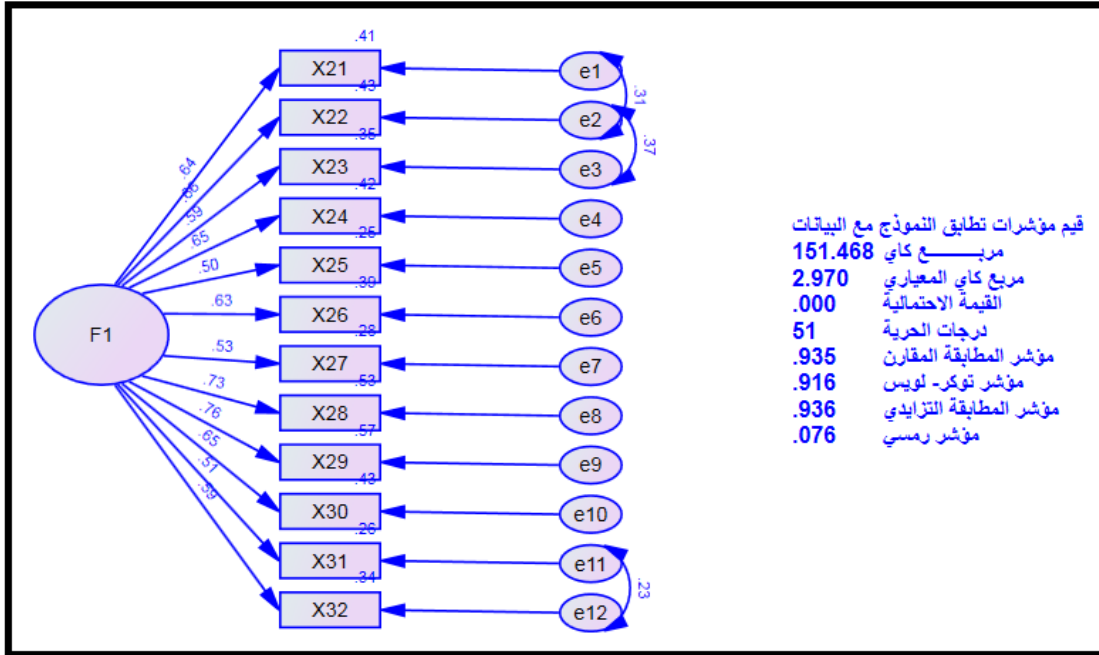 .41
X21
e1
.43
.31
X22
e2
.35
.37
X23
e3
.42
.64
.66
.59
X24
e4
.25
.65
X25
e5
.50
.39
X26
e6
.63
.28
F1
X27
e7
.53
.53
X28
e8
.73
.57
.76
X29
e9
.65
.43
.51
X30
e10
.59
.26
X31
e11
.34
.23
X32
e12
قيم مؤشرات تطابق النموذج مع البيانات
مربـــــــع كاي 151.468
مربع كاي المعياري 2.970
القيمة الاحتمالية .000
درجات الحرية 51
مؤشر المطابقة المقارن .935
مؤشر توكر- لويس .916
مؤشر المطابقة التزايدي .936
مؤشر رمسي .076